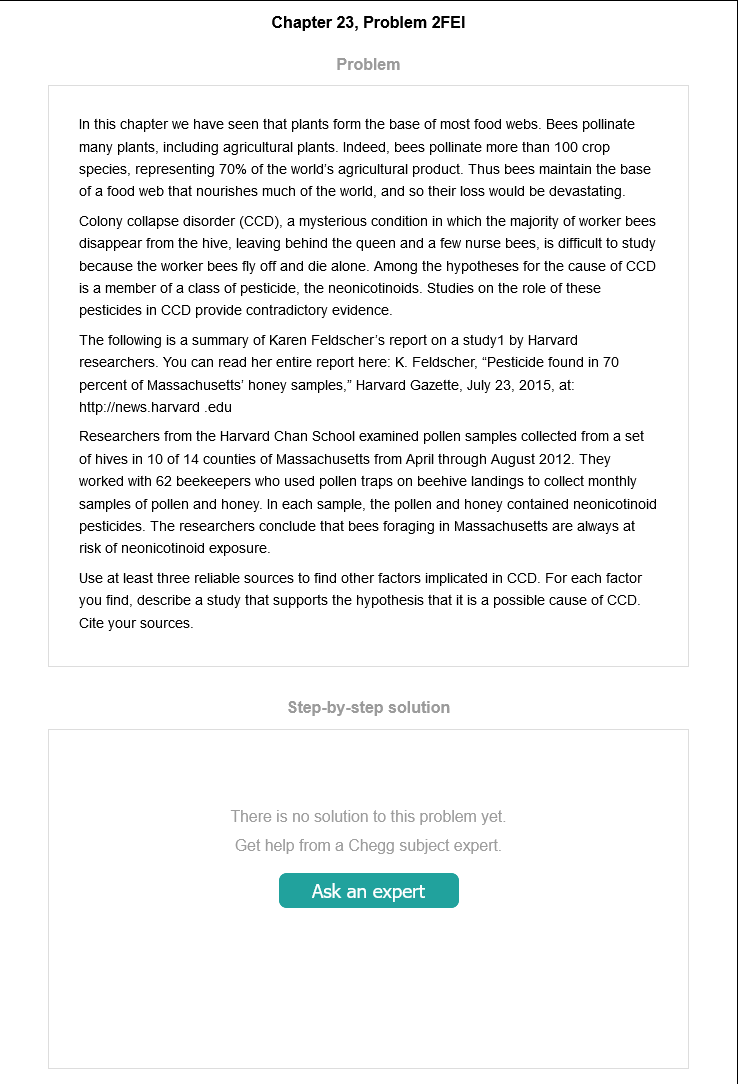 Chapter 23, Problem 2FEI
Problem
In this chapter we have seen that plants form the base of most food webs. Bees pollinate
many plants, including agricultural plants. Indeed, bees pollinate more than 100 crop
species, representing 70% of the world's agricultural product. Thus bees maintain the base
of a food web that nourishes much of the world, and so their loss would be devastating.
Colony collapse disorder (CCD), a mysterious condition in which the majority of worker bees
disappear from the hive, leaving behind the queen and a few nurse bees, is difficult to study
because the worker bees fly off and die alone. Among the hypotheses for the cause of CCD
is a member of a class of pesticide, the neonicotinoids. Studies on the role of these
pesticides in CCD provide contradictory evidence.
The following is a summary of Karen Feldscher's report on a study1 by Harvard
researchers. You can read her entire report here: K. Feldscher, “Pesticide found in 70
percent of Massachusetts' honey samples,” Harvard Gazette, July 23, 2015, at:
http://news.harvard .edu
Researchers from the Harvard Chan School examined pollen samples collected from a set
of hives in 10 of 14 counties of Massachusetts from April through August 2012. They
worked with 62 beekeepers who used pollen traps on beehive landings to collect monthly
samples of pollen and honey. In each sample, the pollen and honey contained neonicotinoid
pesticides. The researchers conclude that bees foraging in Massachusetts are always at
risk of neonicotinoid exposure.
Use at least three reliable sources to find other factors implicated in CCD. For each factor
you find, describe a study that supports the hypothesis that it is a possible cause of CCD.
Cite your sources.
Step-by-step solution
There is no solution to this problem yet.
Get help from a Chegg subject expert.
Ask an expert